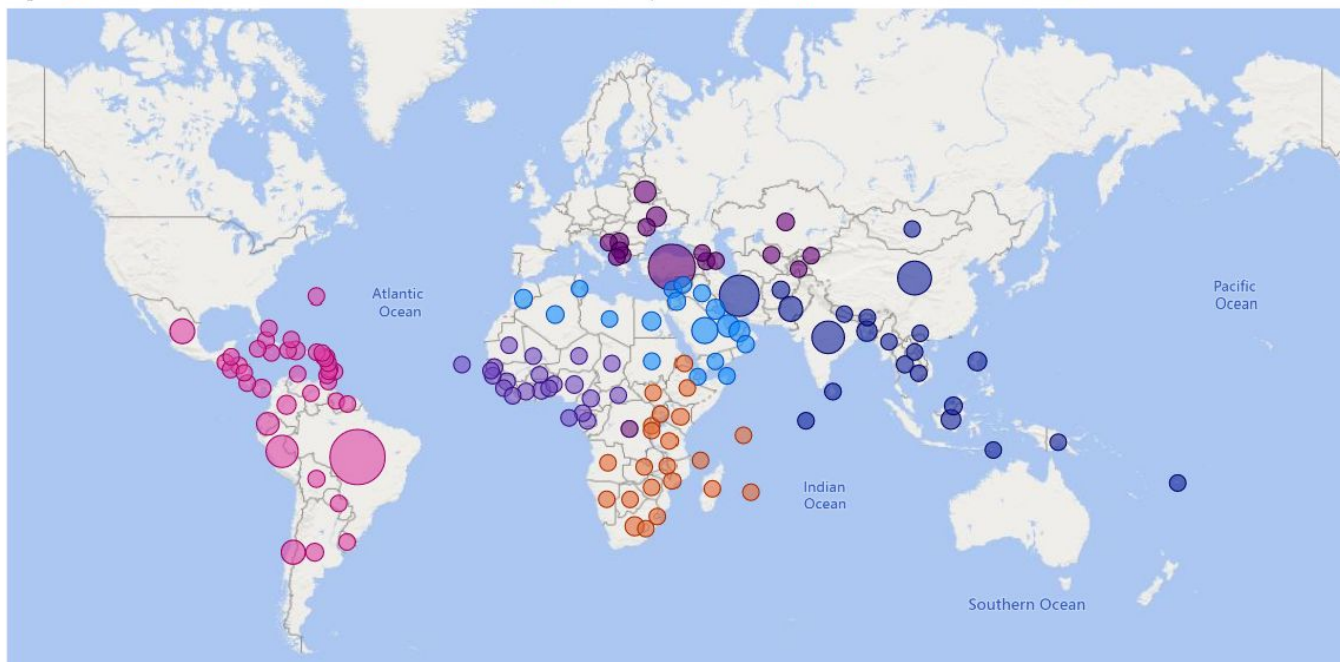 Atlantic
Ocean
Pacific
Ocean
Indian
Ocean
Southern Ocean